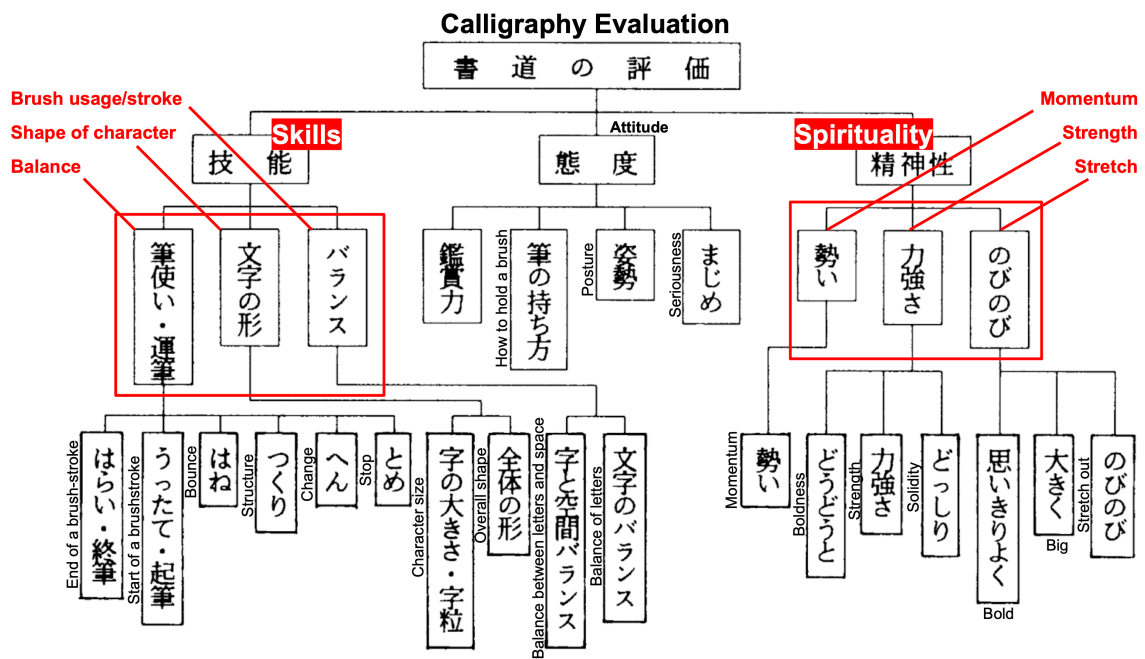 Calligraphy Evaluation
書道の評価
Brush usage/stroke
Shape of character
Balance
Skills
技能
Attitude
態度
Spirituality
精神性
Momentum
Strength
Stretch
筆使い・運筆
文字の形
バランス
鑑賞力
How to hold a brush
筆の持ち方
Posture
姿勢
Seriousness
まじめ
勢い
力強さ
のびのび
End of a brush-stroke
はらい・終筆
Start of a brushstroke
うったて・起筆
Bounce
はね
Structure
つくり
Change
へん
Stop
とめ
Character size
字の大きさ・字粒
Overall shape
全体の形
Balance between letters and space
字と空間バランス
Balance of letters
文字のバランス
Momentum
勢い
Boldness
どうどうと
Strength
力強さ
Solidity
どっしり
思いきりよく
Bold
大きく
Big
Stretch out
のびのび